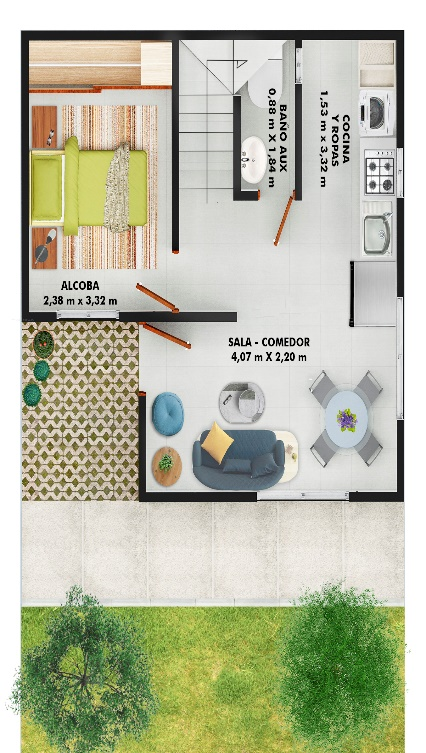 BAÑO AUX
0,88 m X 1,84 m
COCINA
Y ROPAS
1,53 m x 3,32 m
ALCOBA
2,38 m x 3,32 m
SALA - COMEDOR
4,07 m X 2,20 m